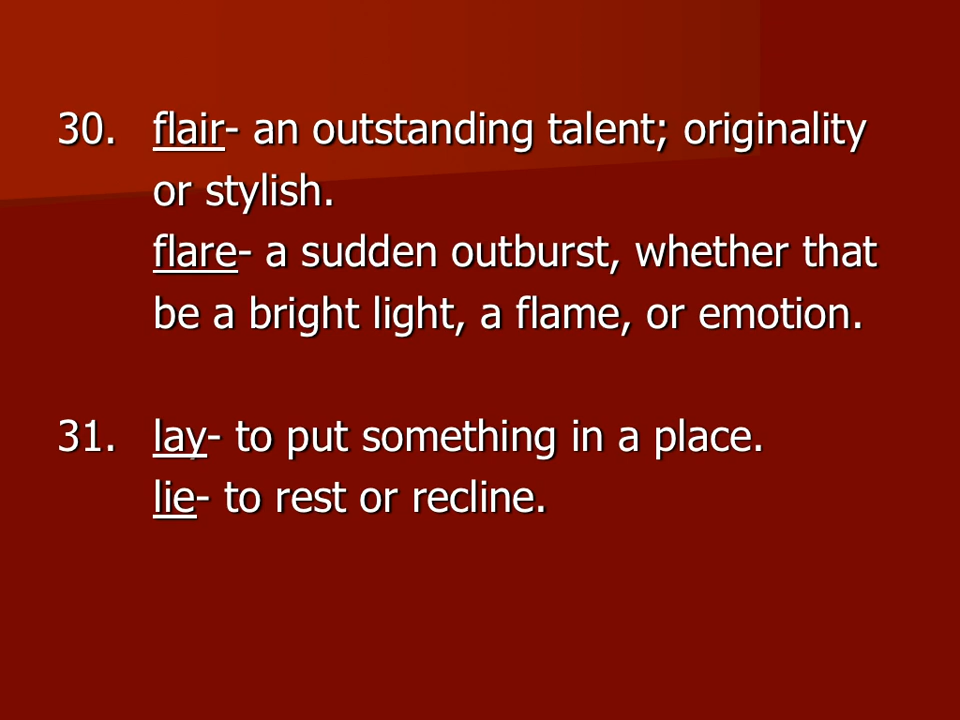 30. flair- an outstanding talent; originality
or stylish.
flare- a sudden outburst, whether that
be a bright light, a flame, or emotion.
31. lay- to put something in a place.
lie- to rest or recline.